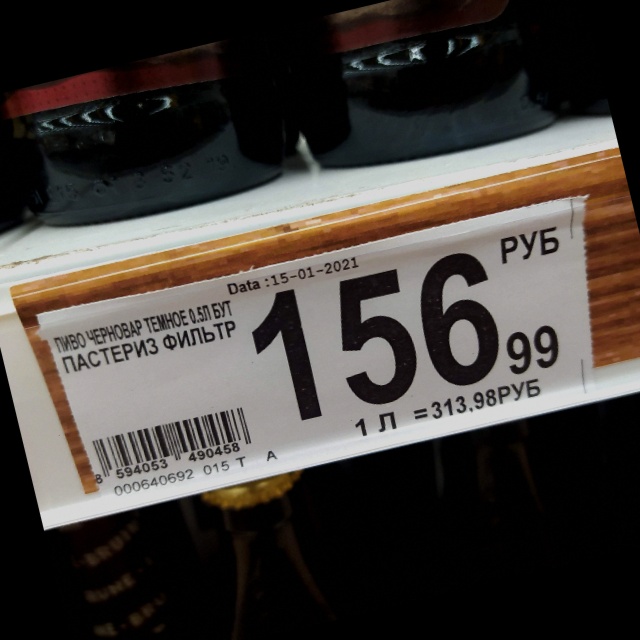 Data :15-01-2021
ПИВО ЧЕРНОВАР ТЕМНОЕ 0.5Л БУТ
ПАСТЕРИЗ ФИЛЬТР
156 99 РУБ
1 Л =313.98РУБ
8 594053 490458
000640692 015 Т А